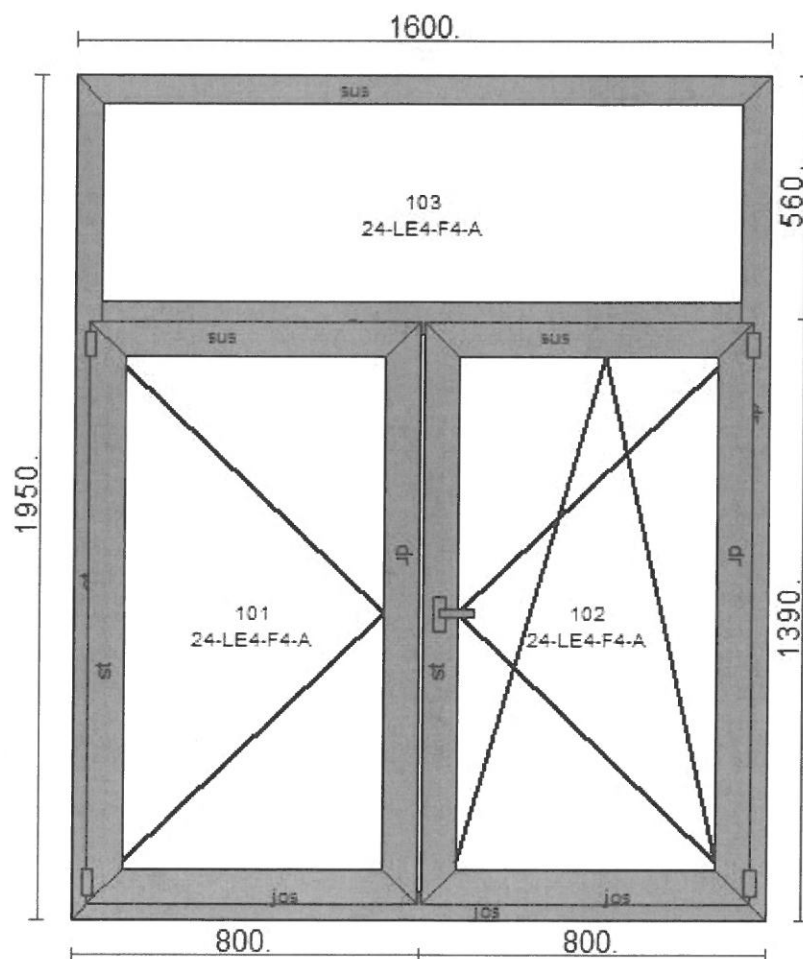 1600.
sus
103
24-LE4-F4-A
560.
sus
sus
1950.
dr
dr
101
24-LE4-F4-A
102
24-LE4-F4-A
1390.
st
st
jos
jos
jos
800.
800.